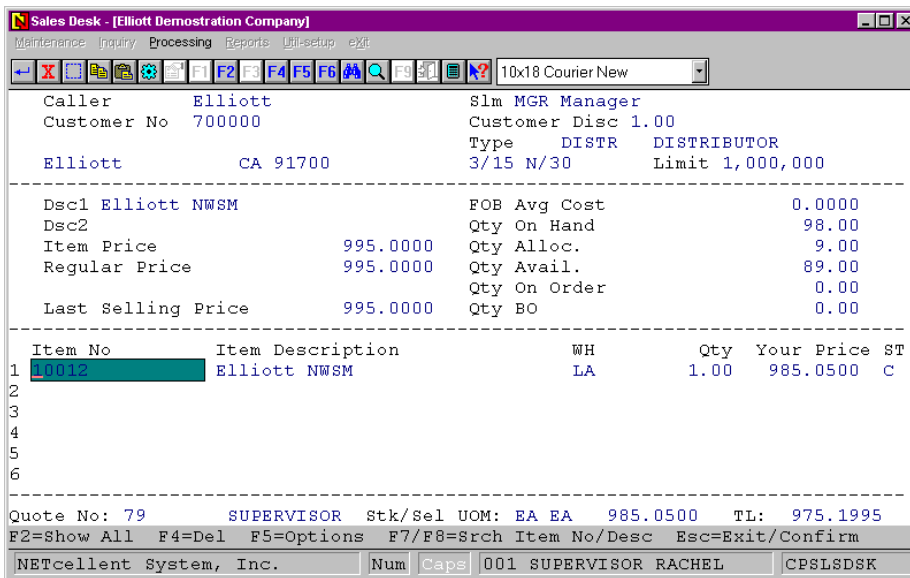 Sales Desk - [Elliott Demostration Company]
Maintenance Inquiry Processing Reports Util-setup eXit
F1 F2 F3 F4 F5 F6 F9 10x18 Courier New
Caller Elliott Slm MGR Manager
Customer No 700000 Customer Disc 1.00
Type DISTR DISTRIBUTOR
Elliott CA 91700 3/15 N/30 Limit 1,000,000
Dsc1 Elliott NWSM FOB Avg Cost 0.0000
Dsc2 Qty On Hand 98.00
Item Price 995.0000 Qty Alloc. 9.00
Regular Price 995.0000 Qty Avail. 89.00
Qty On Order 0.00
Last Selling Price 995.0000 Qty BO 0.00
Item No Item Description WH Qty Your Price ST
1 10012 Elliott NWSM LA 1.00 985.0500 C
2
3
4
5
6
Quote No: 79 SUPERVISOR Stk/Sel UOM: EA EA 985.0500 TL: 975.1995
F2=Show All F4=Del F5=Options F7/F8=Srch Item No/Desc Esc=Exit/Confirm
NETcellent System, Inc. Num Caps 001 SUPERVISOR RACHEL CPSLSDSK